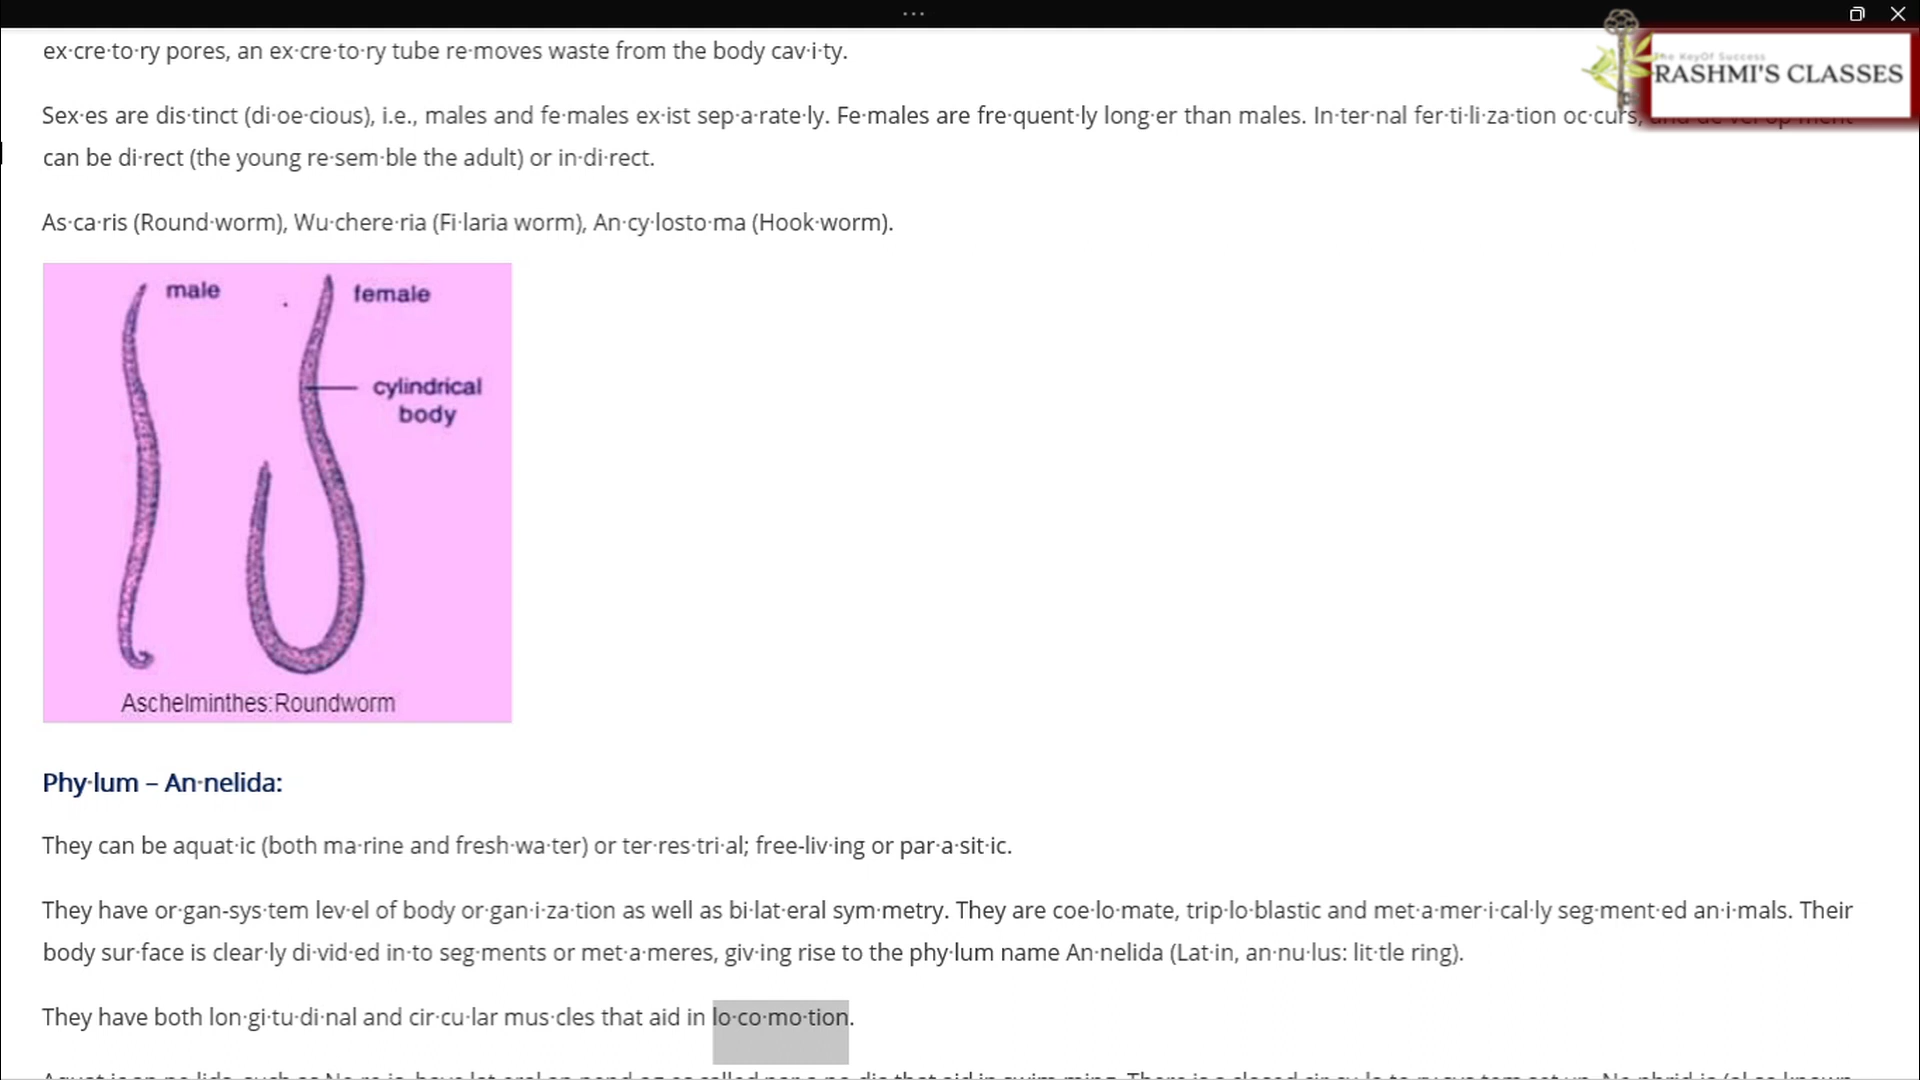 ex·cre·to·ry pores, an ex·cre·to·ry tube re·moves waste from the body cav·i·ty.
The KeyOf Success
RASHMI'S CLASSES
Sex·es are dis·tinct (di·oe·cious), i.e., males and fe·males ex·ist sep·a·rate·ly. Fe·males are fre·quent·ly long·er than males. In·ter·nal fer·ti·li·za·tion oc·curs, and de·vel·op·ment
can be di·rect (the young re·sem·ble the adult) or in·di·rect.
As·ca·ris (Round·worm), Wu·chere·ria (Fi·laria worm), An·cy·losto·ma (Hook·worm).
male
female
cylindrical
body
Aschelminthes:Roundworm
Phy·lum – An·nelida:
They can be aquat·ic (both ma·rine and fresh·wa·ter) or ter·res·tri·al; free-liv·ing or par·a·sit·ic.
They have or·gan-sys·tem lev·el of body or·gan·i·za·tion as well as bi·lat·eral sym·metry. They are coe·lo·mate, trip·lo·blastic and met·a·mer·i·cal·ly seg·ment·ed an·i·mals. Their
body sur·face is clear·ly di·vid·ed in·to seg·ments or met·a·meres, giv·ing rise to the phy·lum name An·nelida (Lat·in, an·nu·lus: lit·tle ring).
They have both lon·gi·tu·di·nal and cir·cu·lar mus·cles that aid in lo·co·mo·tion.